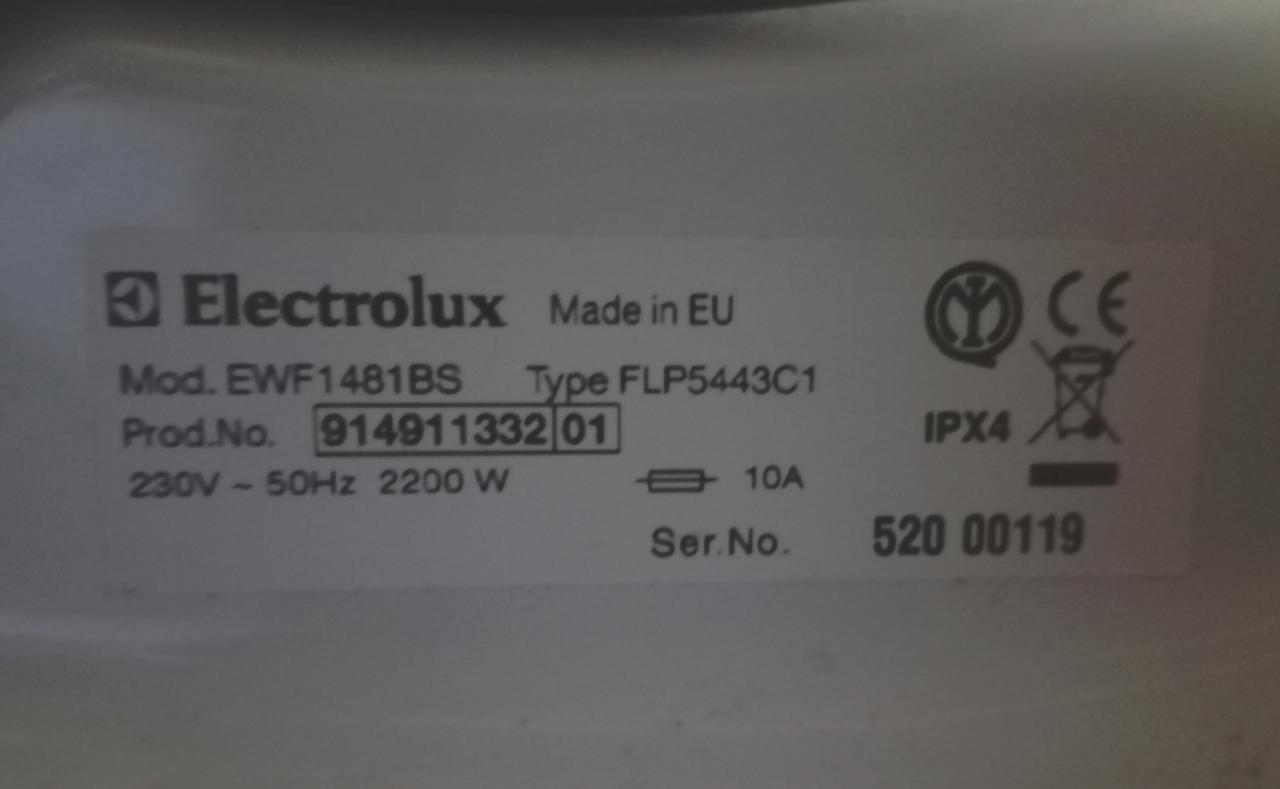 Electrolux Made in EU
Mod. EWF1481BS Type FLP5443C1
Prod.No. 914911332 01
IPX4
230V ~ 50Hz 2200 W 10A
Ser.No. 520 00119
CE